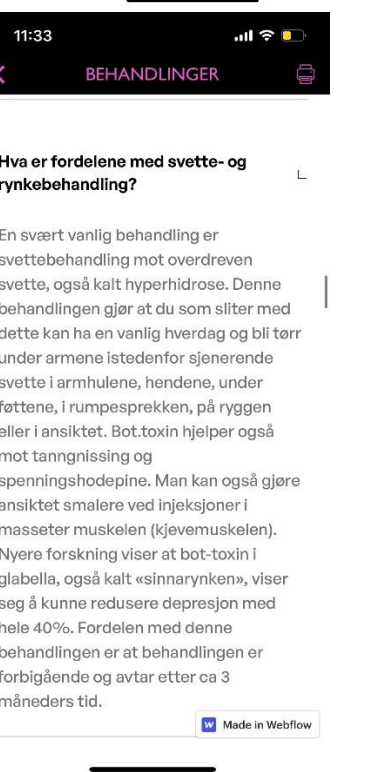 11:33
BEHANDLINGER
Hva er fordelene med svette- og
rynkebehandling?
En svært vanlig behandling er
svettebehandling mot overdreven
svette, også kalt hyperhidrose. Denne
behandlingen gjør at du som sliter med
dette kan ha en vanlig hverdag og bli tørr
under armene istedenfor sjenerende
svette i armhulene, hendene, under
føttene, i rumpesprekken, på ryggen
eller i ansiktet. Bot.toxin hjelper også
mot tanngnissing og
spenningshodepine. Man kan også gjøre
ansiktet smalere ved injeksjoner i
masseter muskelen (kjevemuskelen).
Nyere forskning viser at bot-toxin i
glabella, også kalt «sinnarynken», viser
seg å kunne redusere depresjon med
hele 40%. Fordelen med denne
behandlingen er at behandlingen er
forbigående og avtar etter ca 3
måneders tid.
Made in Webflow